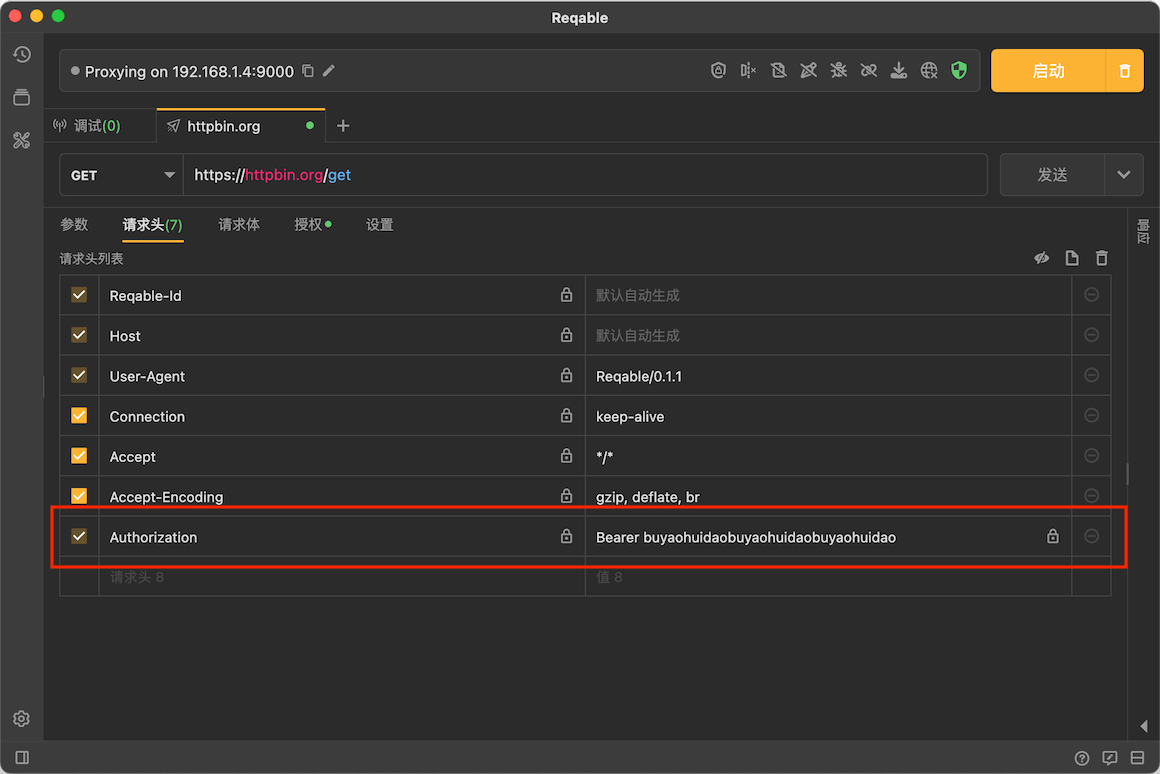 Reqable
Proxying on 192.168.1.4:9000
启动
调试(0)
httpbin.org
GET
https://httpbin.org/get
发送
参数
请求头(7)
请求体
授权
设置
响应
请求头列表
Reqable-Id 默认自动生成
Host 默认自动生成
User-Agent Reqable/0.1.1
Connection keep-alive
Accept */*
Accept-Encoding gzip, deflate, br
Authorization Bearer buyaohuidaobuyaohuidaobuyaohuidao
请求头 8 值 8